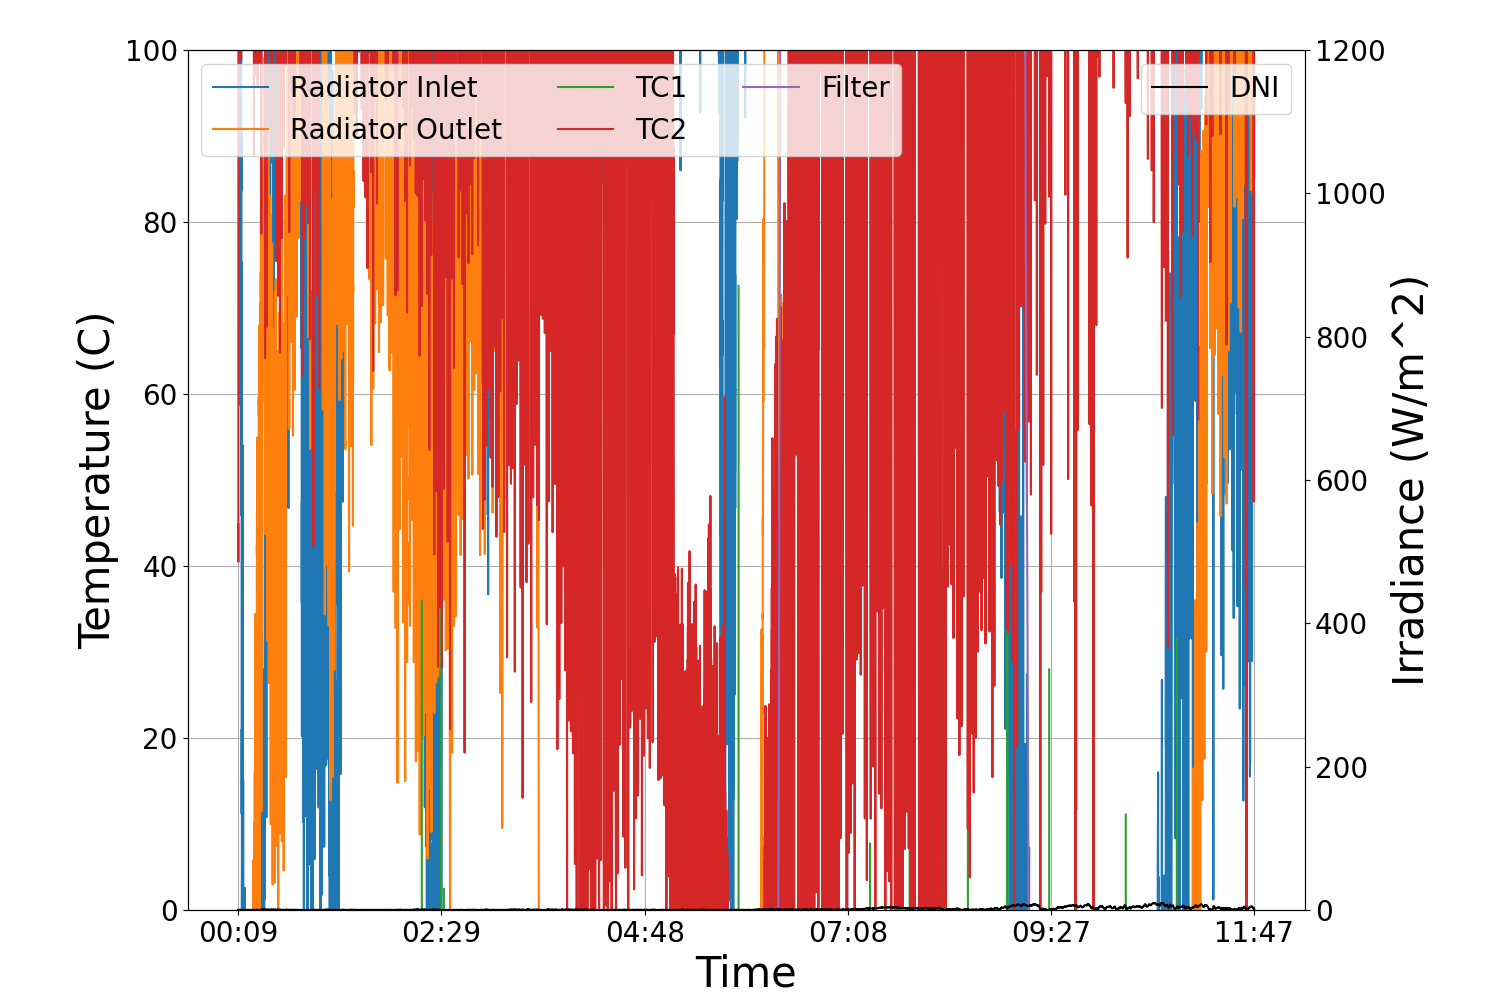 100
80
60
40
20
0
Temperature (C)
Radiator Inlet
Radiator Outlet
TC1
TC2
Filter
DNI
1200
1000
800
600
400
200
0
Irradiance (W/m^2)
00:09
02:29
04:48
07:08
09:27
11:47
Time